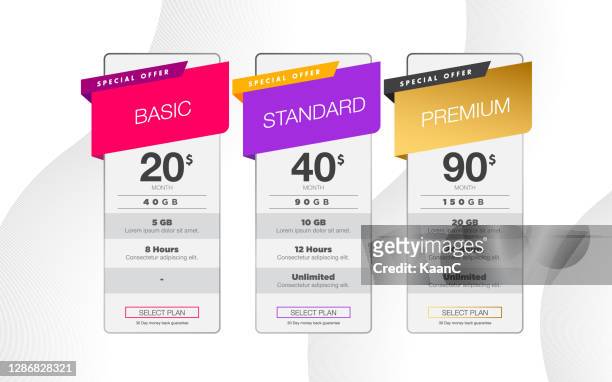 SPECIAL OFFER
BASIC
20$
MONTH
40GB
5 GB
Lorem ipsum dolor sit amet.
8 Hours
Consectetur adipiscing elit.
-
SELECT PLAN
30 Day money back guarantee
SPECIAL OFFER
STANDARD
40$
MONTH
90GB
10 GB
Lorem ipsum dolor sit amet.
12 Hours
Consectetur adipiscing elit.
Unlimited
Consectetur adipiscing elit.
SELECT PLAN
30 Day money back guarantee
SPECIAL OFFER
PREMIUM
90$
MONTH
150GB
20 GB
Unlimited
Consectetur adipiscing elit.
SELECT PLAN
30 Day money back guarantee
gettyimages
Credit: KaanC
1286828321